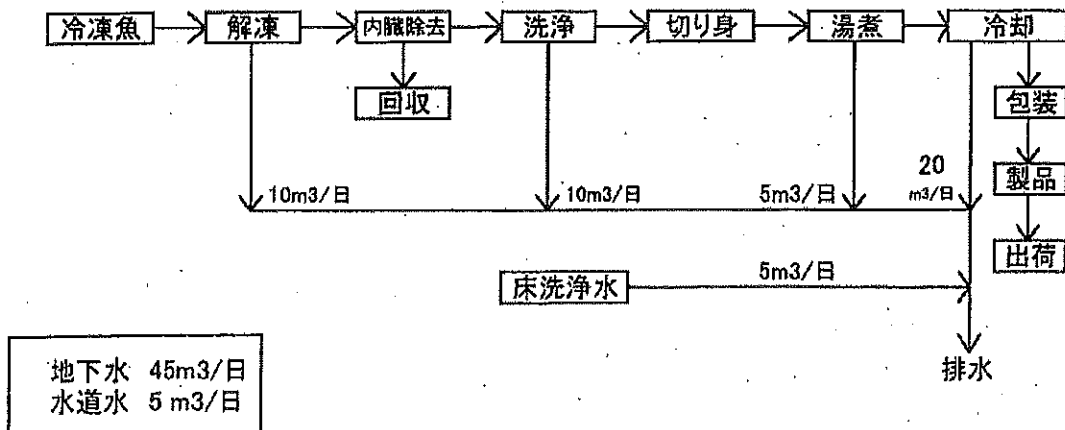 冷凍魚 解凍 内臓除去 洗浄 切り身 湯煮 冷却
回収
包装
製品
出荷
10m3/日 10m3/日 5m3/日 20
m3/日
床洗浄水 5m3/日
排水
地下水 45m3/日
水道水 5 m3/日